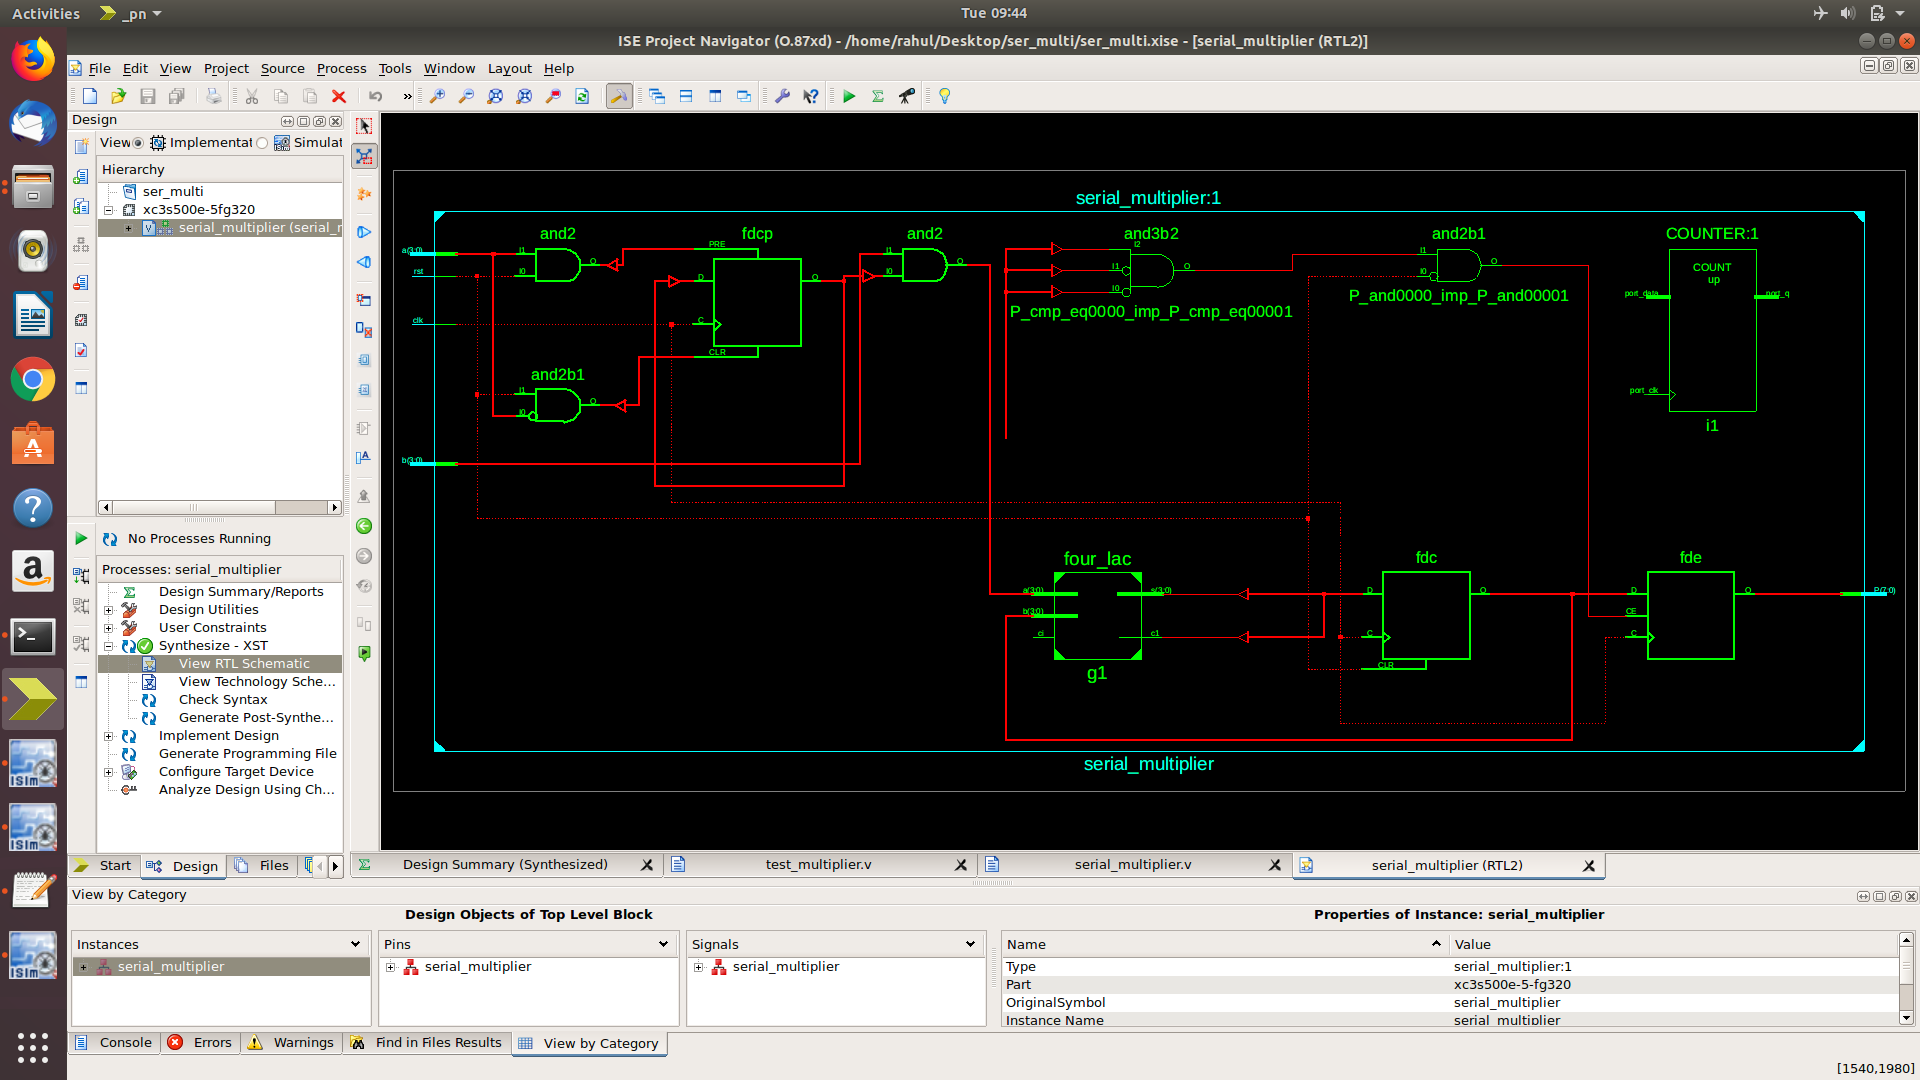 Activities
_pn
Tue 09:44
ISE Project Navigator (O.87xd) - /home/rahul/Desktop/ser_multi/ser_multi.xise - [serial_multiplier (RTL2)]
File Edit View Project Source Process Tools Window Layout Help
Design
View Implementat Simulat
Hierarchy
ser_multi
xc3s500e-5fg320
serial_multiplier (serial_r
No Processes Running
Processes: serial_multiplier
Design Summary/Reports
Design Utilities
User Constraints
Synthesize - XST
View RTL Schematic
View Technology Sche...
Check Syntax
Generate Post-Synthe...
Implement Design
Generate Programming File
Configure Target Device
Analyze Design Using Ch...
Start Design Files
serial_multiplier:1
and2 fdcp and2 and3b2 and2b1 COUNTER:1
a(3:0)
rst
clk
b(3:0)
I1
I0
O
PRE
D
C
CLR
O
I1
I0
O
I2
I1
I0
O
I1
I0
O
COUNT
up
port_data
port_q
port_clk
i1
P_cmp_eq0000_imp_P_cmp_eq00001
P_and0000_imp_P_and00001
and2b1
I1
I0
O
four_lac
a(3:0)
b(3:0)
ci
s(3:0)
c1
g1
fdc
D
C
CLR
O
fde
D
CE
C
O
P(7:0)
serial_multiplier
Design Summary (Synthesized) test_multiplier.v serial_multiplier.v serial_multiplier (RTL2)
View by Category
Design Objects of Top Level Block
Properties of Instance: serial_multiplier
Instances Pins Signals
serial_multiplier serial_multiplier serial_multiplier
Name Value
Type serial_multiplier:1
Part xc3s500e-5-fg320
OriginalSymbol serial_multiplier
Instance Name serial_multiplier
Console Errors Warnings Find in Files Results View by Category
[1540,1980]